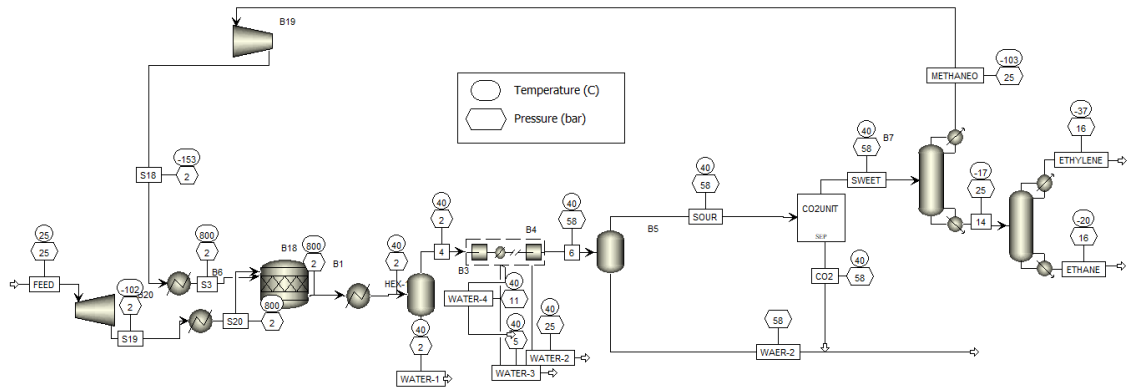 B19
-103
METHANEO
25
Temperature (C)
Pressure (bar)
-37
16
ETHYLENE
40
58
SWEET
B7
-153
S18
2
40
58
SOUR
-17
25
14
CO2UNIT
SEP
25
25
FEED
800
2
B6
S3
B18
800
2
B1
40
2
HEX-
40
2
4
B3
B4
40
58
6
B5
-20
16
ETHANE
40
CO2
58
-102
B20
2
S19
S20
800
2
WATER-4
40
11
40
5
40
25
WATER-2
WATER-3
40
2
WATER-1
58
WAER-2